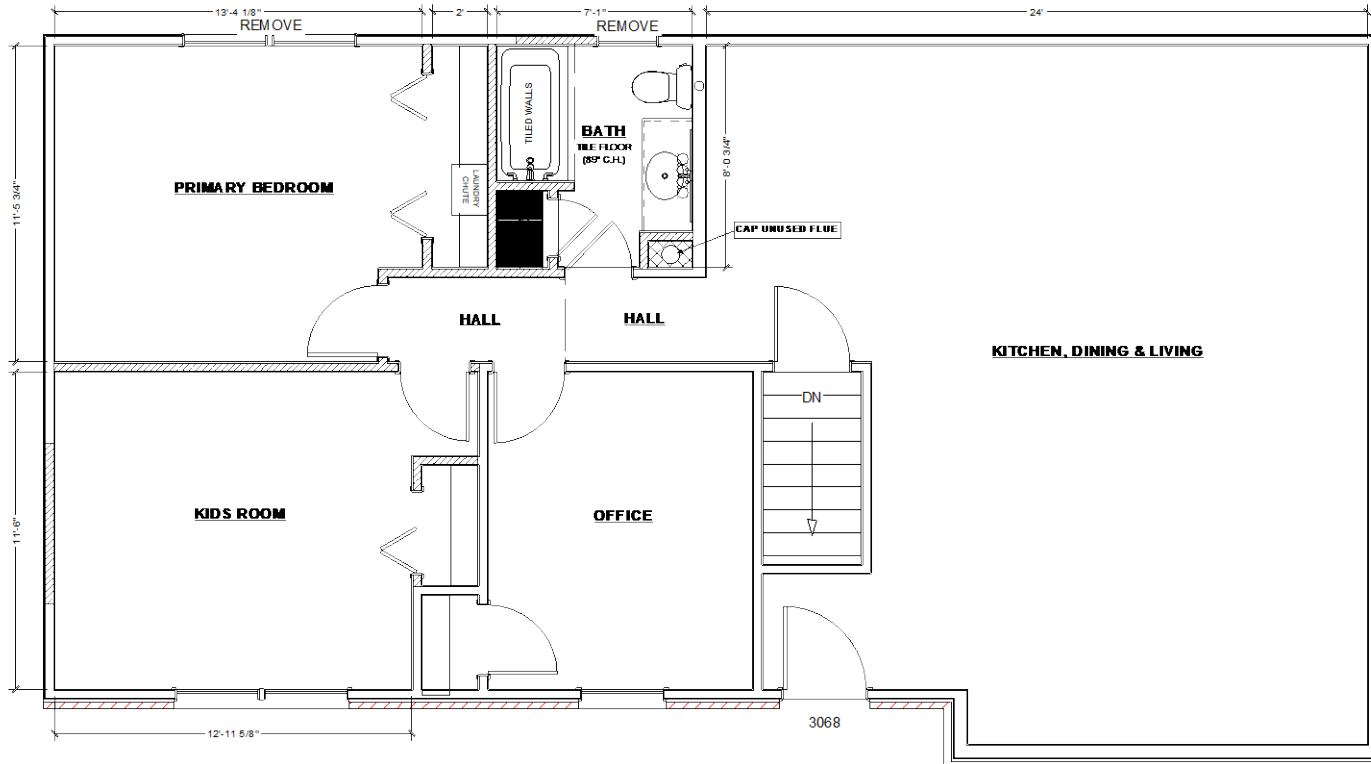 13'-4 1/8"
2'
7'-1"
24'
REMOVE
REMOVE
TILED WALLS
BATH
TILE FLOOR
(89" C.H.)
8'-0 3/4"
11'-5 3/4"
PRIMARY BEDROOM
LAUNDRY
CHUTE
CAP UNUSED FLUE
HALL
HALL
KITCHEN, DINING & LIVING
DN
11'-6"
KIDS ROOM
OFFICE
3068
12'-11 5/8"